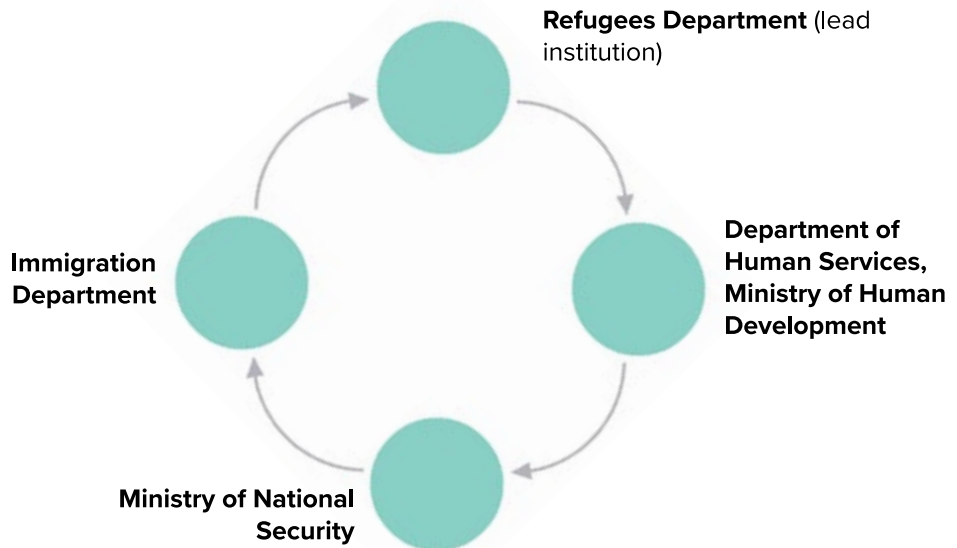 Refugees Department (lead
institution)
Department of
Human Services,
Ministry of Human
Development
Immigration
Department
Ministry of National
Security